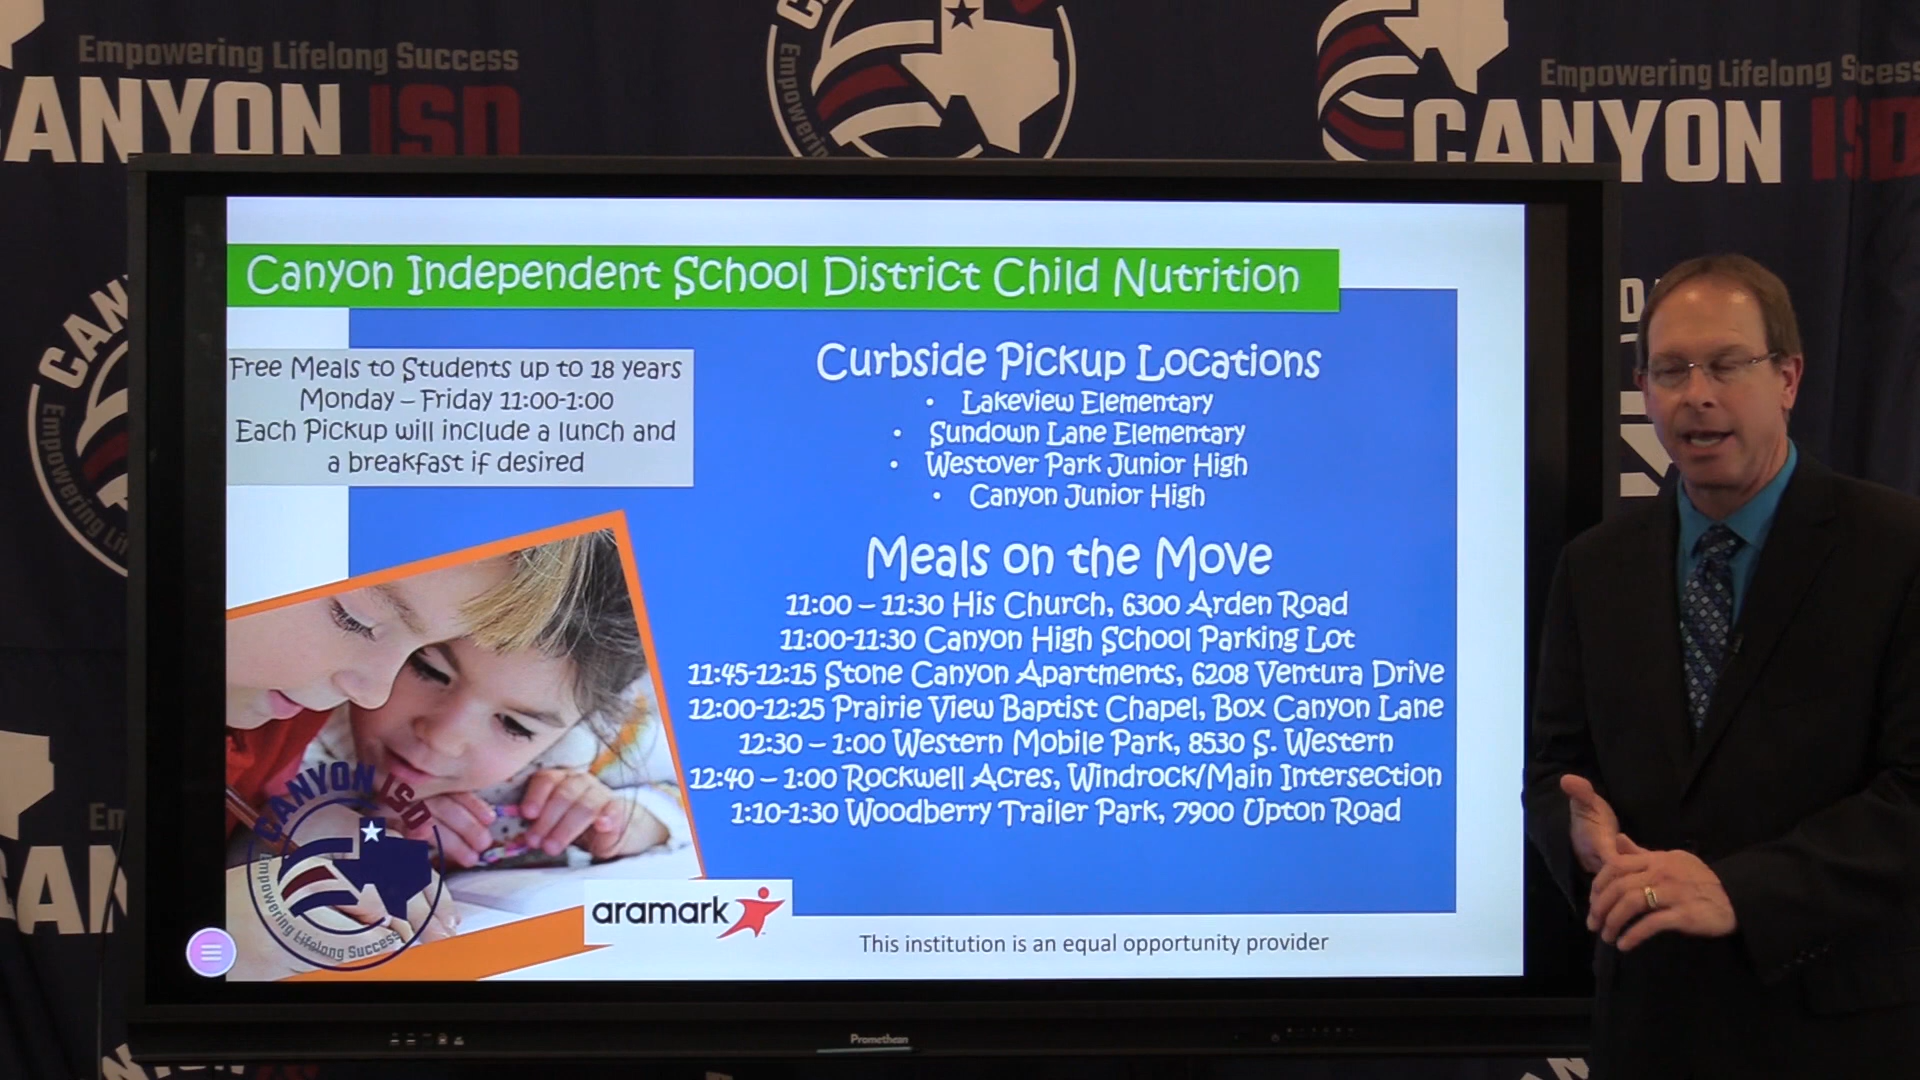 Empowering Lifelong Success
CANYON ISD
Empowering
Empowering Lifelong Success
CANYON ISD
Canyon Independent School District Child Nutrition
Free Meals to Students up to 18 years
Monday – Friday 11:00-1:00
Each Pickup will include a lunch and
a breakfast if desired
Curbside Pickup Locations
• Lakeview Elementary
• Sundown Lane Elementary
• Westover Park Junior High
• Canyon Junior High
Meals on the Move
11:00 – 11:30 His Church, 6300 Arden Road
11:00-11:30 Canyon High School Parking Lot
11:45-12:15 Stone Canyon Apartments, 6208 Ventura Drive
12:00-12:25 Prairie View Baptist Chapel, Box Canyon Lane
12:30 – 1:00 Western Mobile Park, 8530 S. Western
12:40 – 1:00 Rockwell Acres, Windrock/Main Intersection
1:10-1:30 Woodberry Trailer Park, 7900 Upton Road
CANYON ISD
Empowering Lifelong Success
aramark
This institution is an equal opportunity provider
Promethean